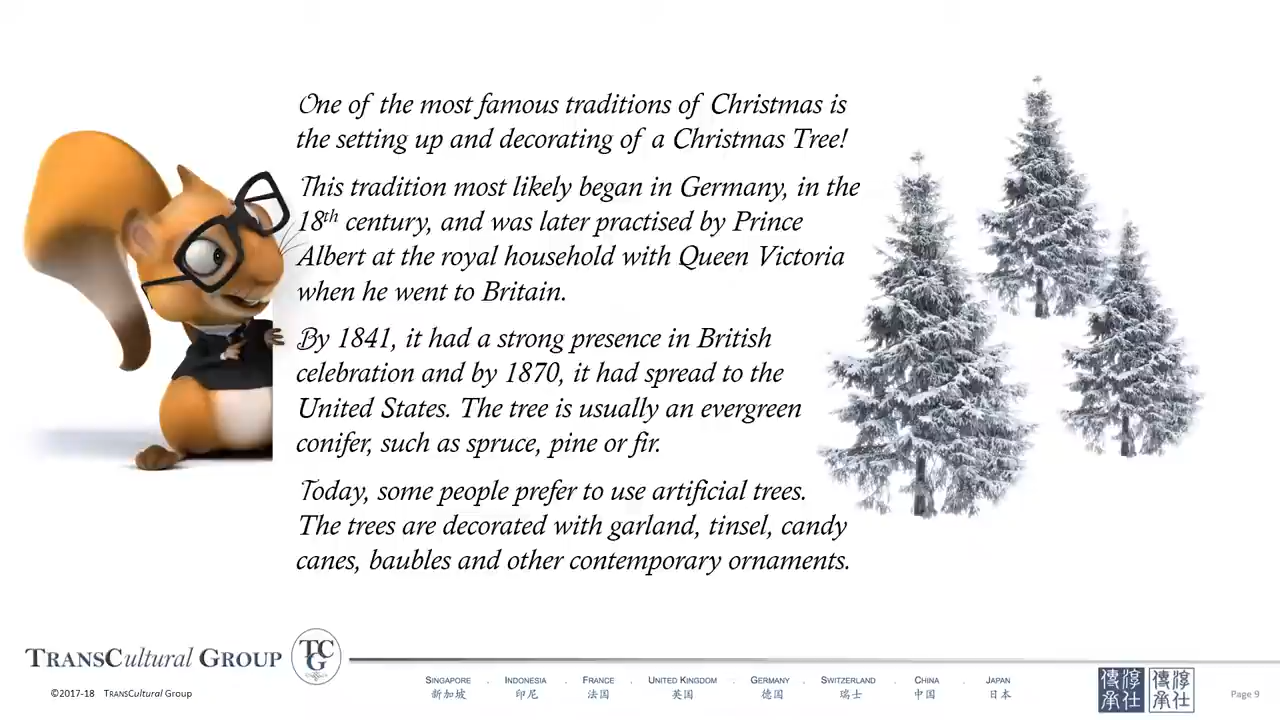 One of the most famous traditions of Christmas is
the setting up and decorating of a Christmas Tree!
This tradition most likely began in Germany, in the
18th century, and was later practised by Prince
Albert at the royal household with Queen Victoria
when he went to Britain.
By 1841, it had a strong presence in British
celebration and by 1870, it had spread to the
United States. The tree is usually an evergreen
conifer, such as spruce, pine or fir.
Today, some people prefer to use artificial trees.
The trees are decorated with garland, tinsel, candy
canes, baubles and other contemporary ornaments.
TRANSCultural GROUP
TCG
©2017-18 TRANSCultural Group
SINGAPORE . INDONESIA . FRANCE . UNITED KINGDOM . GERMANY . SWITZERLAND . CHINA . JAPAN
新加坡 印尼 法国 英国 德国 瑞士 中国 日本
傳淳 傳淳
承仕 承仕
Page 9